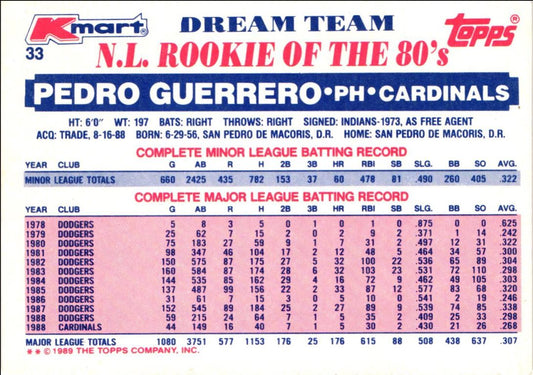 Kmart DREAM TEAM Topps®
33 N.L. ROOKIE OF THE 80's
PEDRO GUERRERO•PH•CARDINALS
HT: 6'0" WT: 197 BATS: RIGHT THROWS: RIGHT SIGNED: INDIANS-1973, AS FREE AGENT
ACQ: TRADE, 8-16-88 BORN: 6-29-56, SAN PEDRO DE MACORIS, D.R. HOME: SAN PEDRO DE MACORIS, D.R.
COMPLETE MINOR LEAGUE BATTING RECORD
YEAR CLUB G AB R H 2B 3B HR RBI SB SLG. BB SO AVG.
MINOR LEAGUE TOTALS 660 2425 435 782 153 37 60 478 81 .490 260 405 .322
COMPLETE MAJOR LEAGUE BATTING RECORD
YEAR CLUB G AB R H 2B 3B HR RBI SB SLG. BB SO AVG.
1978 DODGERS 5 8 3 5 0 1 0 1 0 .875 0 0 .625
1979 DODGERS 25 62 7 15 2 0 2 9 2 .371 1 14 .242
1980 DODGERS 75 183 27 59 9 1 7 31 2 .497 12 31 .322
1981 DODGERS 98 347 46 104 17 2 12 48 5 .464 34 57 .300
1982 DODGERS 150 575 87 175 27 5 32 100 22 .536 65 89 .304
1983 DODGERS 160 584 87 174 28 6 32 103 23 .531 72 110 .298
1984 DODGERS 144 535 85 162 29 4 16 72 9 .462 49 105 .303
1985 DODGERS 137 487 99 156 22 2 33 87 12 .577 83 68 .320
1986 DODGERS 31 61 7 15 3 0 5 10 0 .541 2 19 .246
1987 DODGERS 152 545 89 184 25 2 27 89 9 .539 74 85 .338
1988 DODGERS 59 215 24 64 7 1 5 35 2 .409 25 33 .298
1988 CARDINALS 44 149 16 40 7 1 5 30 2 .430 21 26 .268
MAJOR LEAGUE TOTALS 1080 3751 577 1153 176 25 176 615 88 .508 438 637 .307
** ©1989 THE TOPPS COMPANY, INC.